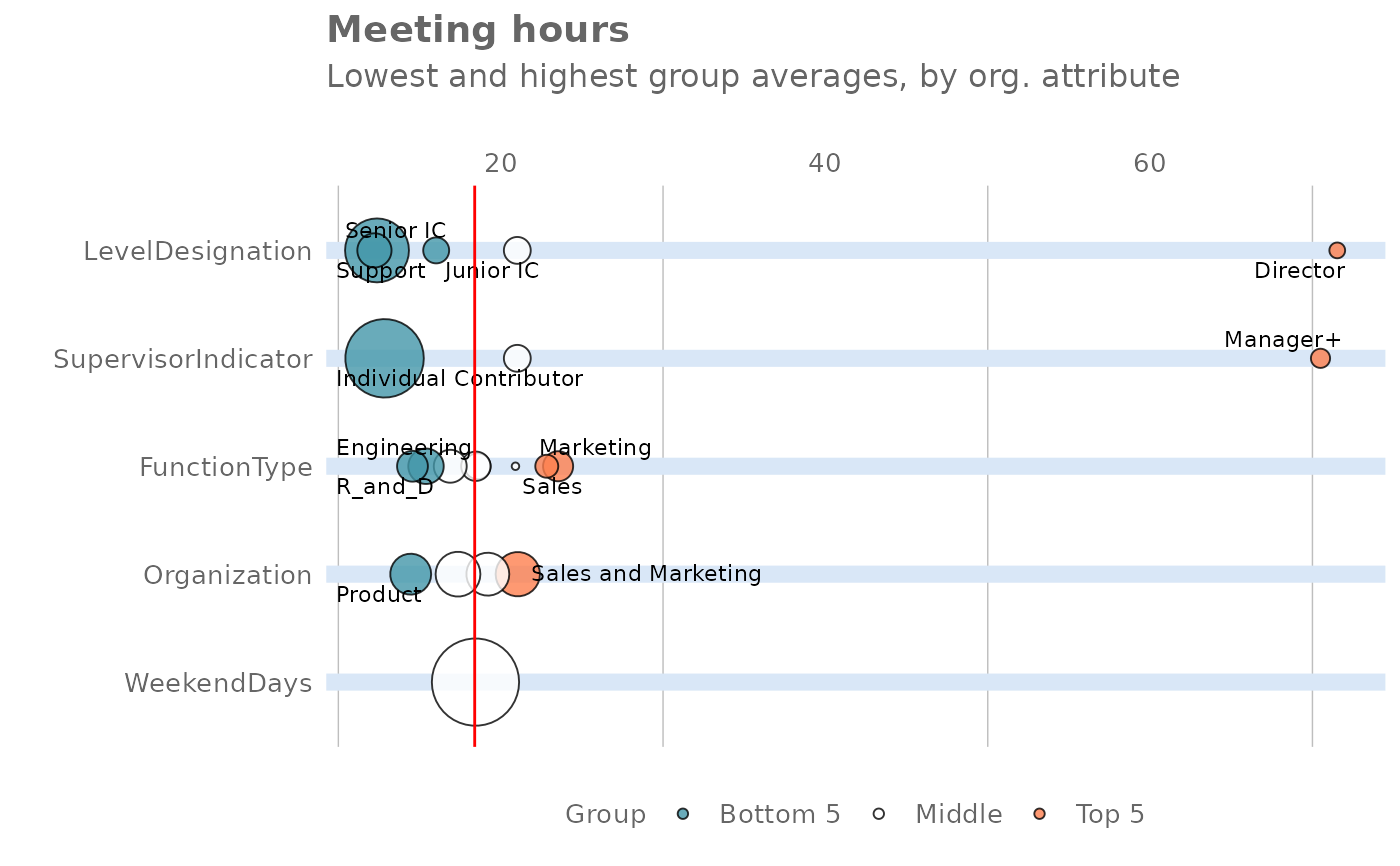 Meeting hours
Lowest and highest group averages, by org. attribute
20 40 60
Senior IC
LevelDesignation
Support Junior IC Director
Manager+
SupervisorIndicator
Individual Contributor
Engineering Marketing
FunctionType
R_and_D Sales
Organization Sales and Marketing
Product
WeekendDays
Group Bottom 5 Middle Top 5